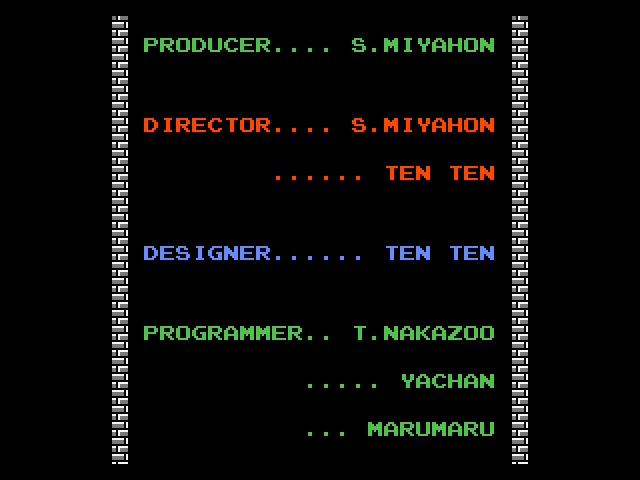 PRODUCER.... S.MIYAHON
DIRECTOR.... S.MIYAHON
...... TEN TEN
DESIGNER...... TEN TEN
PROGRAMMER.. T.NAKAZOO
..... YACHAN
... MARUMARU